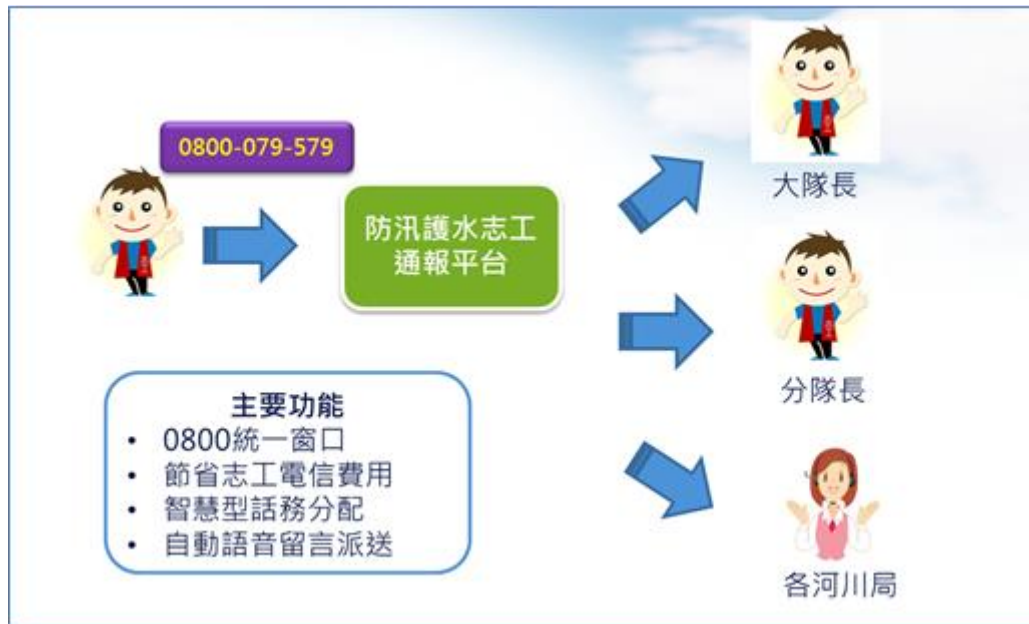 0800-079-579
防汛護水志工
通報平台
大隊長
分隊長
各河川局
主要功能
• 0800統一窗口
• 節省志工電信費用
• 智慧型話務分配
• 自動語音留言派送